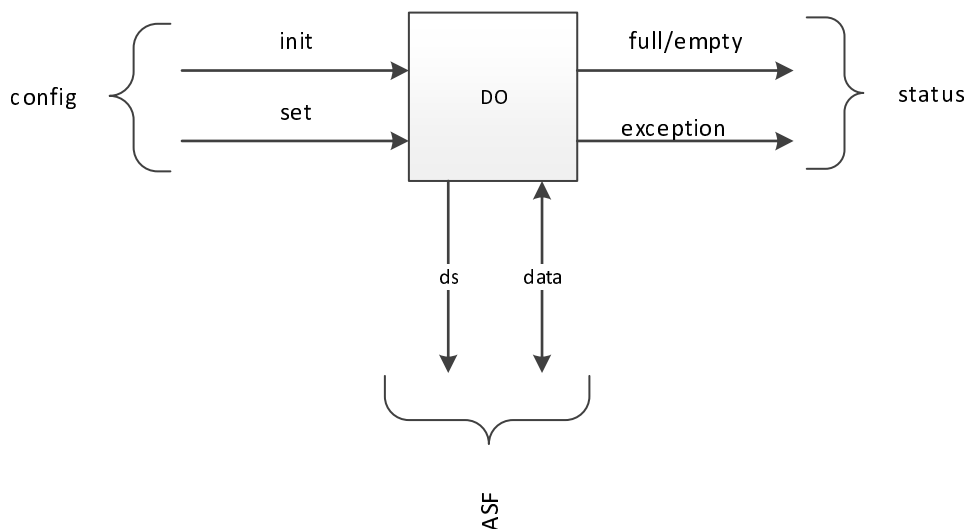 init
full/empty
config
DO
status
set
exception
ds
data
ASF